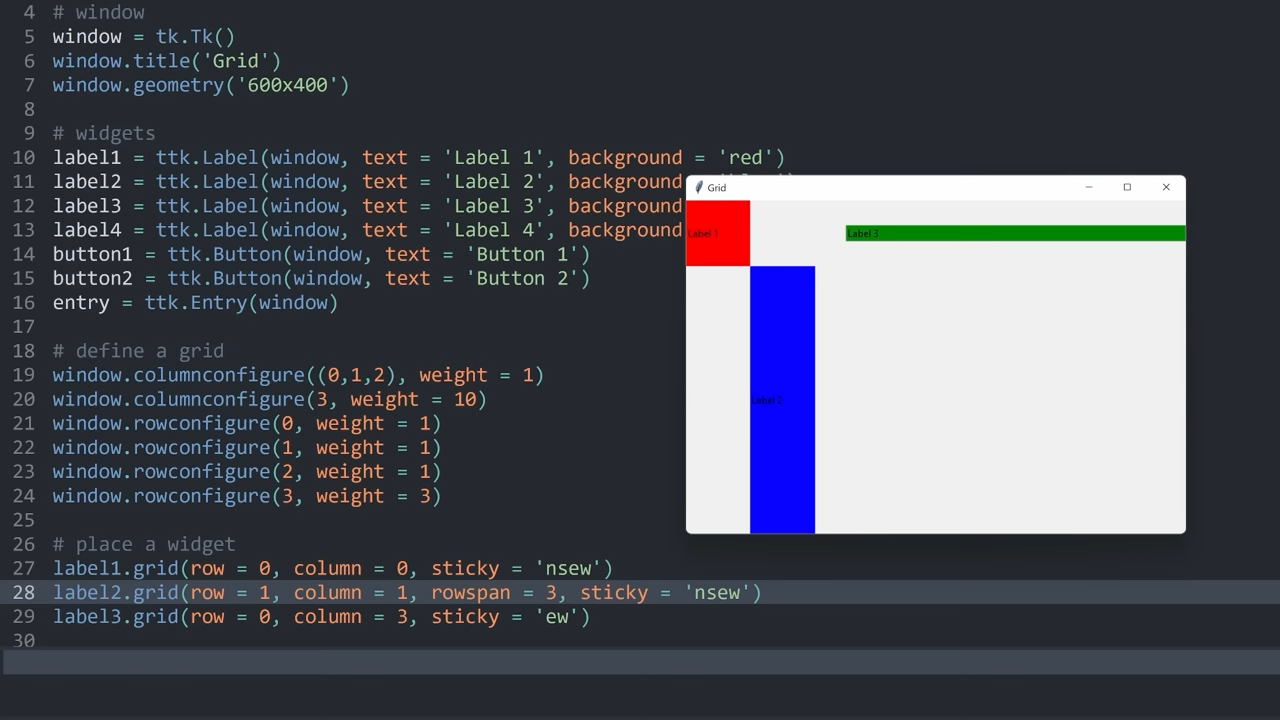 4 # window
5 window = tk.Tk()
6 window.title('Grid')
7 window.geometry('600x400')
8
9 # widgets
10 label1 = ttk.Label(window, text = 'Label 1', background = 'red')
11 label2 = ttk.Label(window, text = 'Label 2', background
12 label3 = ttk.Label(window, text = 'Label 3', background
13 label4 = ttk.Label(window, text = 'Label 4', background
14 button1 = ttk.Button(window, text = 'Button 1')
15 button2 = ttk.Button(window, text = 'Button 2')
16 entry = ttk.Entry(window)
17
18 # define a grid
19 window.columnconfigure((0,1,2), weight = 1)
20 window.columnconfigure(3, weight = 10)
21 window.rowconfigure(0, weight = 1)
22 window.rowconfigure(1, weight = 1)
23 window.rowconfigure(2, weight = 1)
24 window.rowconfigure(3, weight = 3)
25
26 # place a widget
27 label1.grid(row = 0, column = 0, sticky = 'nsew')
28 label2.grid(row = 1, column = 1, rowspan = 3, sticky = 'nsew')
29 label3.grid(row = 0, column = 3, sticky = 'ew')
30
Grid
Label 1
Label 3
Label 2